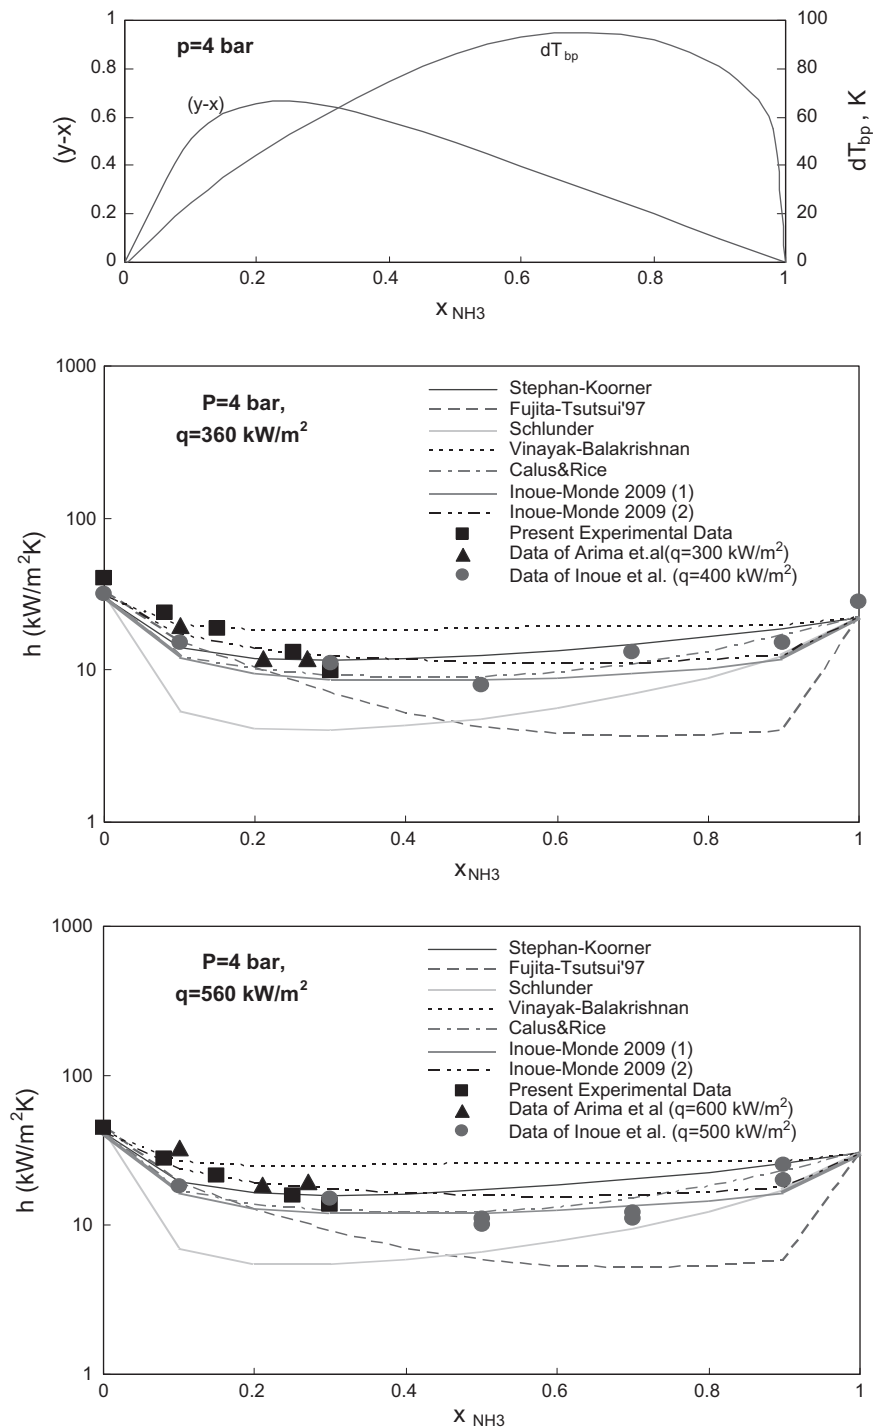 p=4 bar
(y-x)
dT_bp
1
0.8
0.6
0.4
0.2
0
(y-x)
100
80
60
40
20
0
dT_bp , K
0 0.2 0.4 0.6 0.8 1
x NH3
P=4 bar,
q=360 kW/m²
Stephan-Koorner
Fujita-Tsutsui'97
Schlunder
Vinayak-Balakrishnan
Calus&Rice
Inoue-Monde 2009 (1)
Inoue-Monde 2009 (2)
Present Experimental Data
Data of Arima et.al(q=300 kW/m²)
Data of Inoue et al. (q=400 kW/m²)
1000
100
10
1
h (kW/m²K)
0 0.2 0.4 0.6 0.8 1
x NH3
P=4 bar,
q=560 kW/m²
Stephan-Koorner
Fujita-Tsutsui'97
Schlunder
Vinayak-Balakrishnan
Calus&Rice
Inoue-Monde 2009 (1)
Inoue-Monde 2009 (2)
Present Experimental Data
Data of Arima et al (q=600 kW/m²)
Data of Inoue et al. (q=500 kW/m²)
1000
100
10
1
h (kW/m²K)
0 0.2 0.4 0.6 0.8 1
x NH3